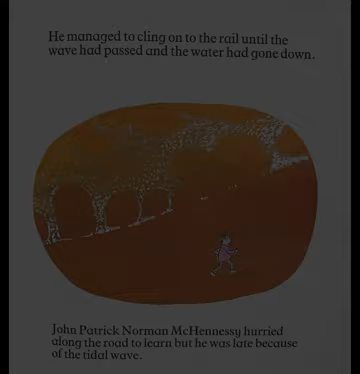 He managed to cling on to the rail until the
wave had passed and the water had gone down.
John Patrick Norman McHennessy hurried
along the road to learn but he was late because
of the tidal wave.